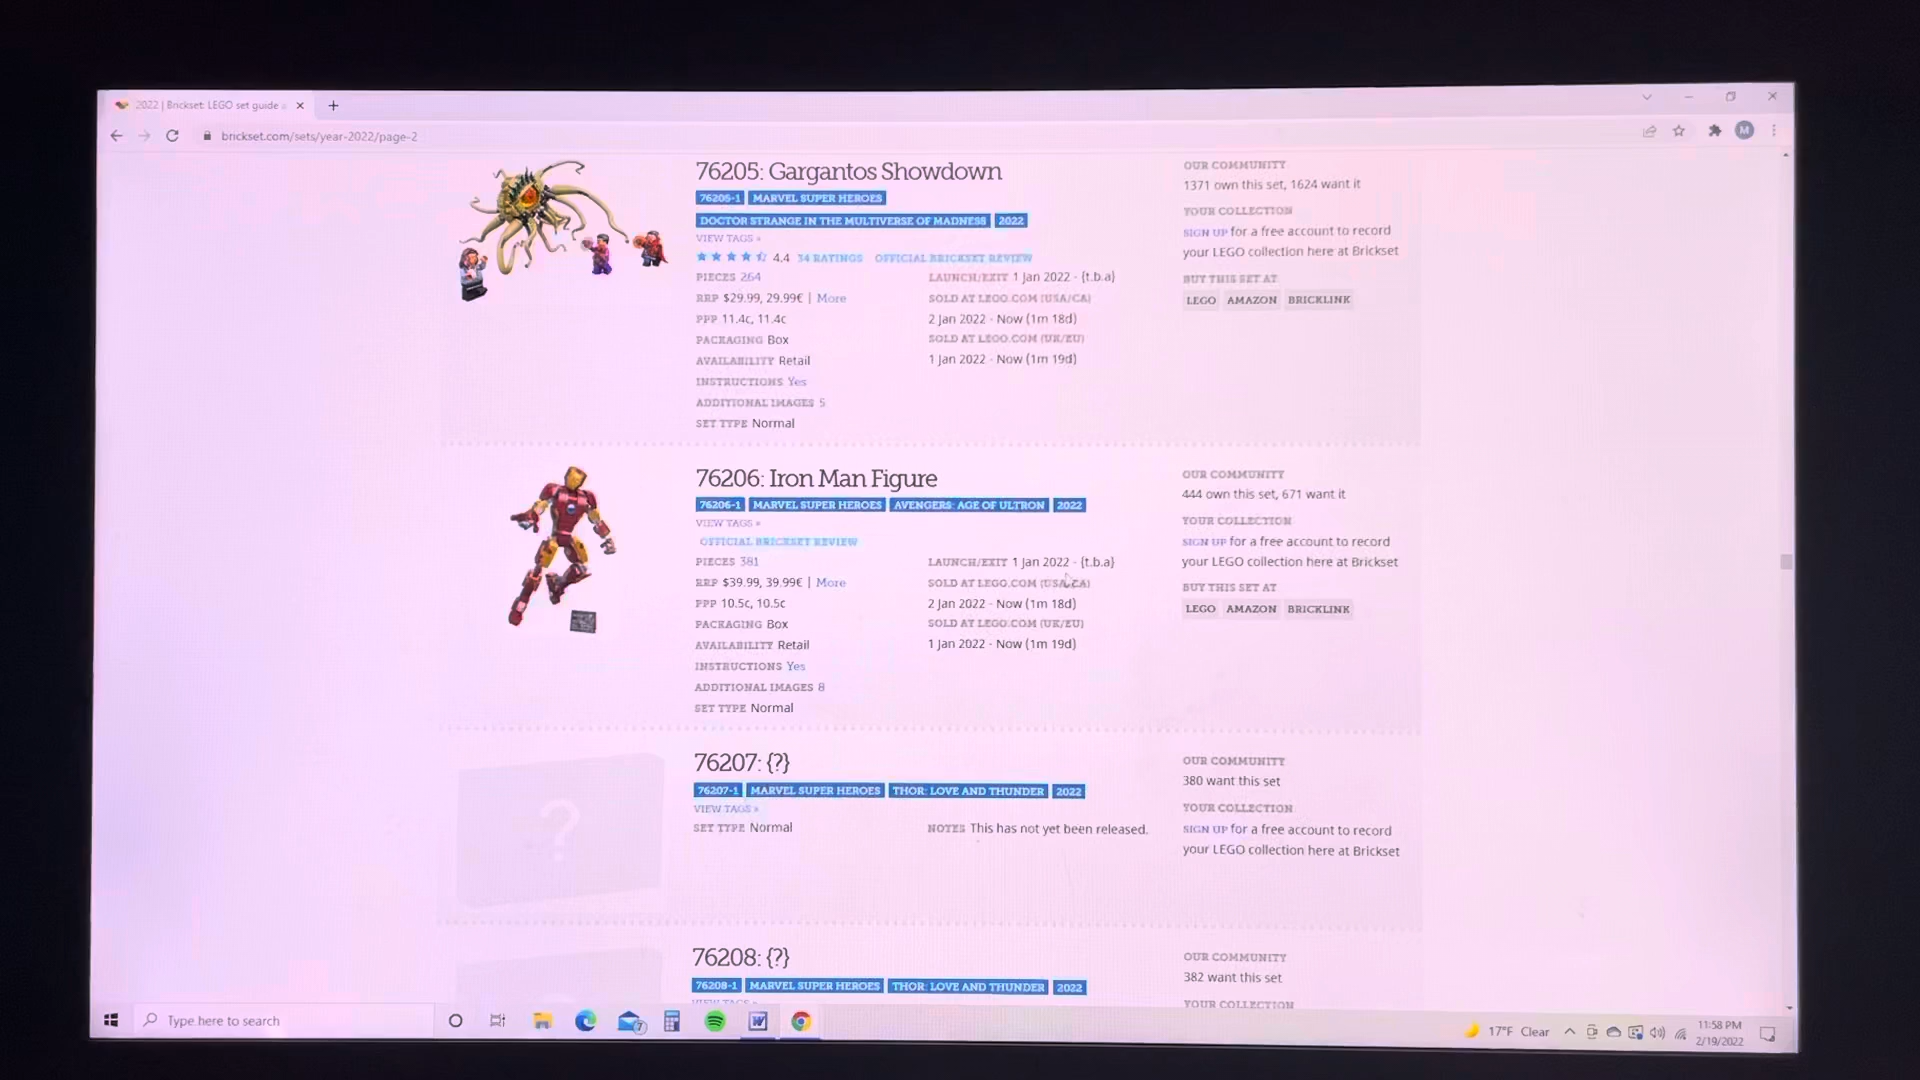 2022 | Brickset: LEGO set guide
brickset.com/sets/year-2022/page-2
M
76205: Gargantos Showdown
76205-1 MARVEL SUPER HEROES
DOCTOR STRANGE IN THE MULTIVERSE OF MADNESS 2022
VIEW TAGS »
4.4 34 RATINGS OFFICIAL BRICKSET REVIEW
PIECES 264
RRP $29.99, 29.99€ | More
PPP 11.4c, 11.4c
PACKAGING Box
AVAILABILITY Retail
INSTRUCTIONS Yes
ADDITIONAL IMAGES 5
SET TYPE Normal
LAUNCH/EXIT 1 Jan 2022 - {t.b.a}
SOLD AT LEGO.COM (USA/CA)
2 Jan 2022 - Now (1m 18d)
SOLD AT LEGO.COM (UK/EU)
1 Jan 2022 - Now (1m 19d)
OUR COMMUNITY
1371 own this set, 1624 want it
YOUR COLLECTION
SIGN UP for a free account to record
your LEGO collection here at Brickset
BUY THIS SET AT
LEGO AMAZON BRICKLINK
76206: Iron Man Figure
76206-1 MARVEL SUPER HEROES AVENGERS: AGE OF ULTRON 2022
VIEW TAGS »
OFFICIAL BRICKSET REVIEW
PIECES 381
RRP $39.99, 39.99€ | More
PPP 10.5c, 10.5c
PACKAGING Box
AVAILABILITY Retail
INSTRUCTIONS Yes
ADDITIONAL IMAGES 8
SET TYPE Normal
LAUNCH/EXIT 1 Jan 2022 - {t.b.a}
SOLD AT LEGO.COM (USA/CA)
2 Jan 2022 - Now (1m 18d)
SOLD AT LEGO.COM (UK/EU)
1 Jan 2022 - Now (1m 19d)
OUR COMMUNITY
444 own this set, 671 want it
YOUR COLLECTION
SIGN UP for a free account to record
your LEGO collection here at Brickset
BUY THIS SET AT
LEGO AMAZON BRICKLINK
?
76207: {?}
76207-1 MARVEL SUPER HEROES THOR: LOVE AND THUNDER 2022
VIEW TAGS »
SET TYPE Normal
NOTES This has not yet been released.
OUR COMMUNITY
380 want this set
YOUR COLLECTION
SIGN UP for a free account to record
your LEGO collection here at Brickset
76208: {?}
76208-1 MARVEL SUPER HEROES THOR: LOVE AND THUNDER 2022
VIEW TAGS »
OUR COMMUNITY
382 want this set
YOUR COLLECTION
Type here to search
7
W
17°F Clear
11:58 PM
2/19/2022